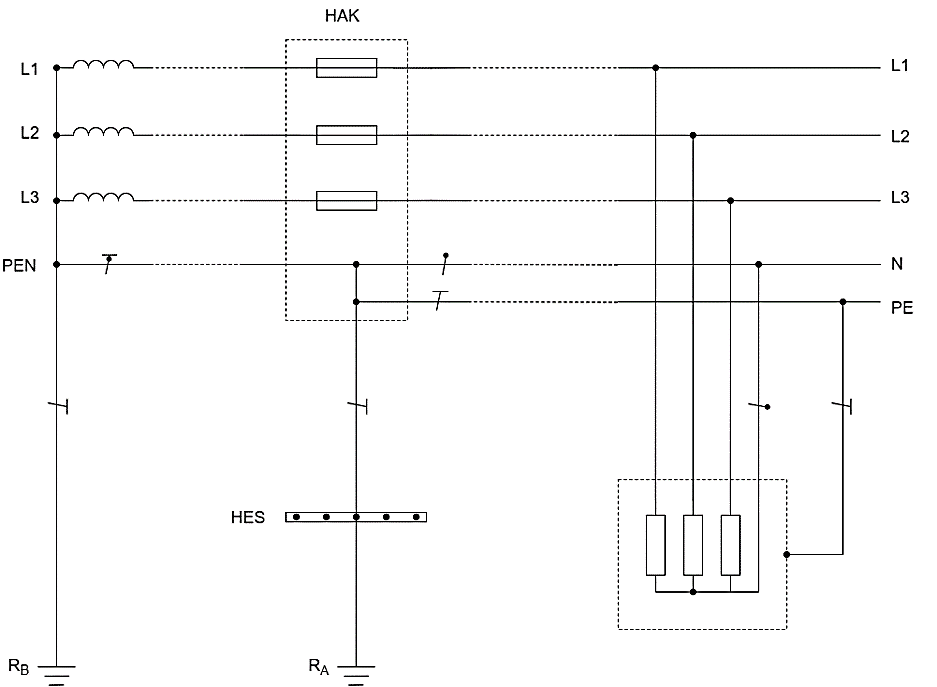 HAK
L1 L1
L2 L2
L3 L3
PEN N
PE
HES
RB RA